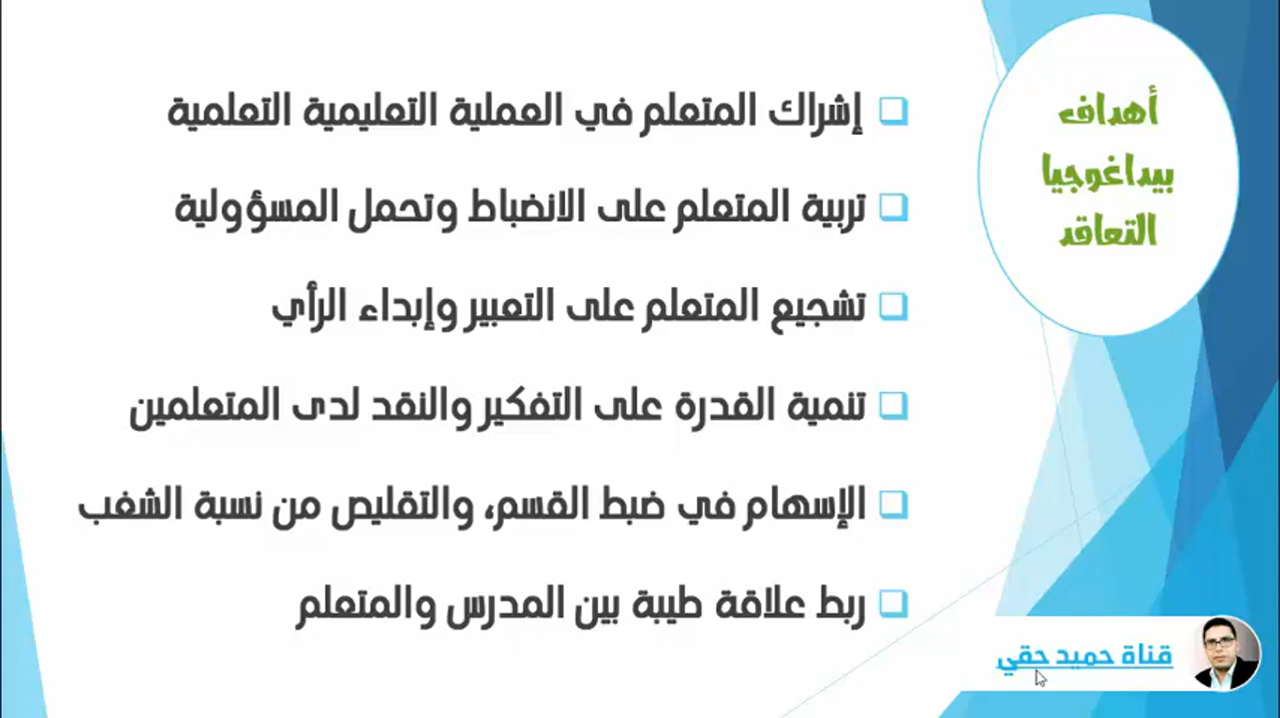 أهداف
بيداغوجيا
التعاقد
إشراك المتعلم في العملية التعليمية التعلمية
تربية المتعلم على الانضباط وتحمل المسؤولية
تشجيع المتعلم على التعبير وإبداء الرأي
تنمية القدرة على التفكير والنقد لدى المتعلمين
الإسهام في ضبط القسم، والتقليص من نسبة الشغب
ربط علاقة طيبة بين المدرس والمتعلم
قناة حميد حقي